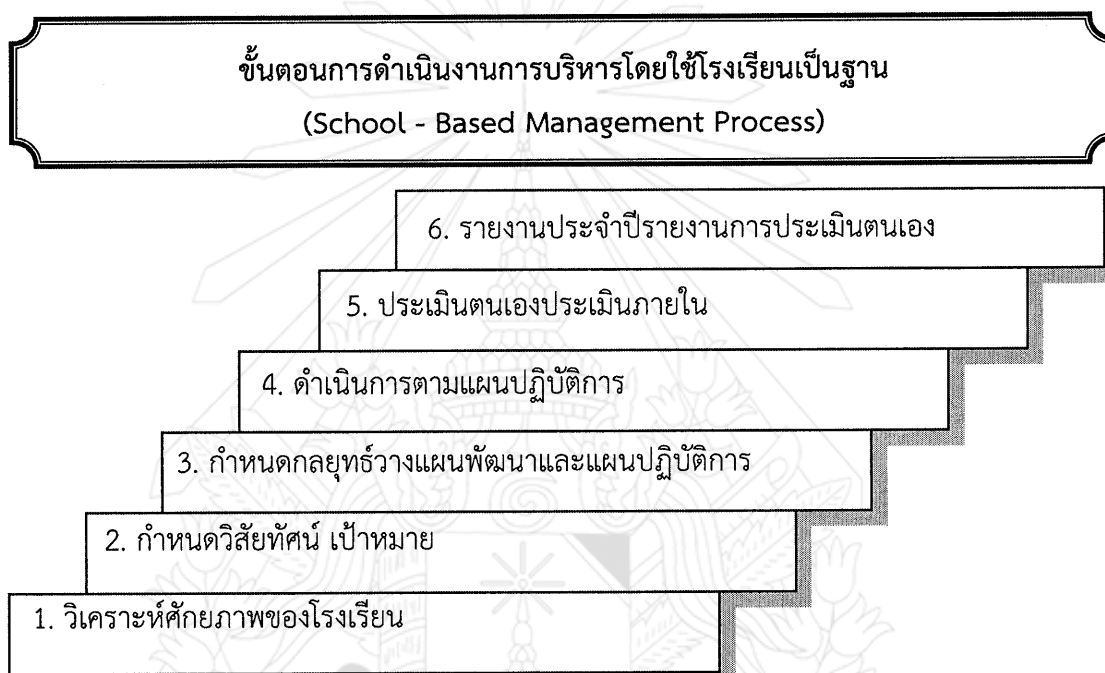 ขั้นตอนการดำเนินงานการบริหารโดยใช้โรงเรียนเป็นฐาน
(School - Based Management Process)
6. รายงานประจำปีรายงานการประเมินตนเอง
5. ประเมินตนเองประเมินภายใน
4. ดำเนินการตามแผนปฏิบัติการ
3. กำหนดกลยุทธ์วางแผนพัฒนาและแผนปฏิบัติการ
2. กำหนดวิสัยทัศน์ เป้าหมาย
1. วิเคราะห์ศักยภาพของโรงเรียน